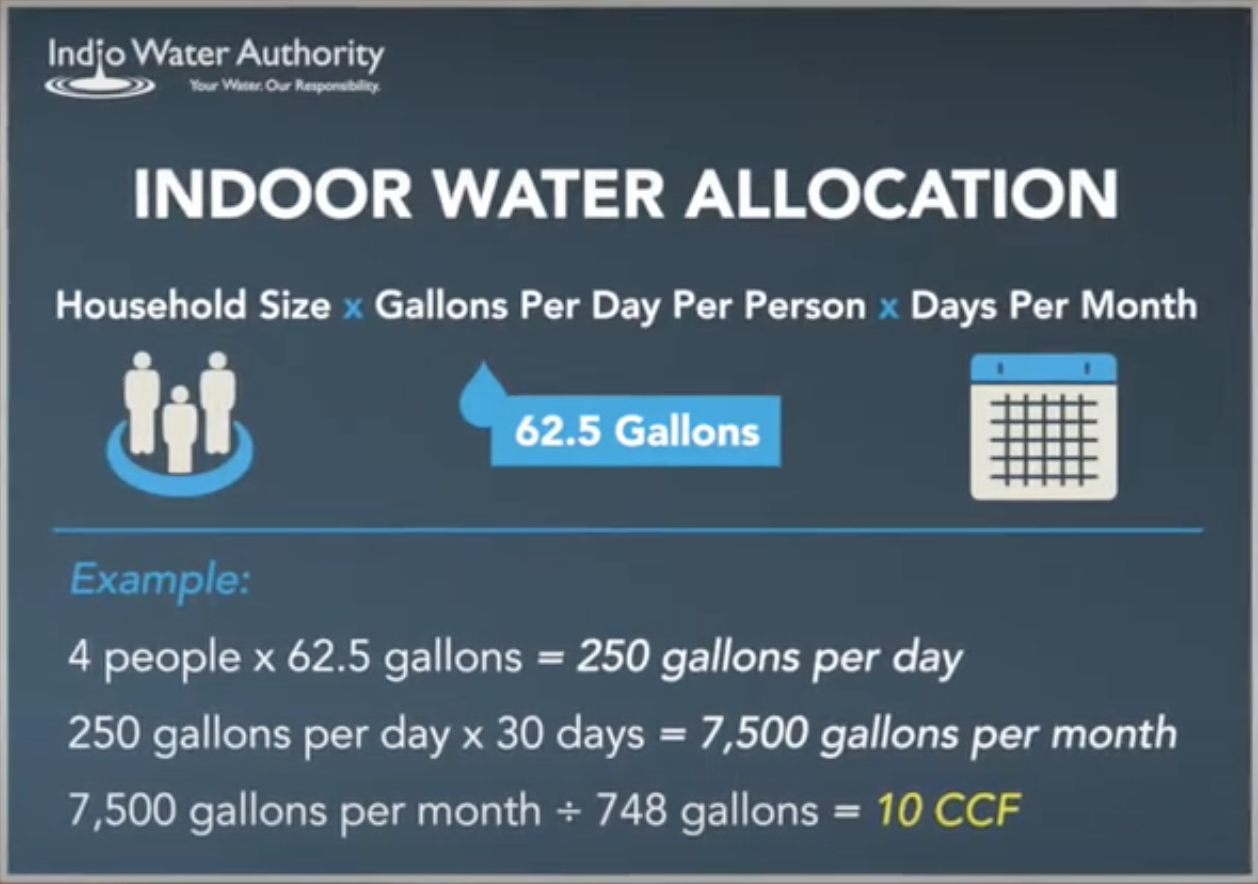 Indio Water Authority
Your Water. Our Responsibility.
INDOOR WATER ALLOCATION
Household Size x Gallons Per Day Per Person x Days Per Month
62.5 Gallons
Example:
4 people x 62.5 gallons = 250 gallons per day
250 gallons per day x 30 days = 7,500 gallons per month
7,500 gallons per month ÷ 748 gallons = 10 CCF